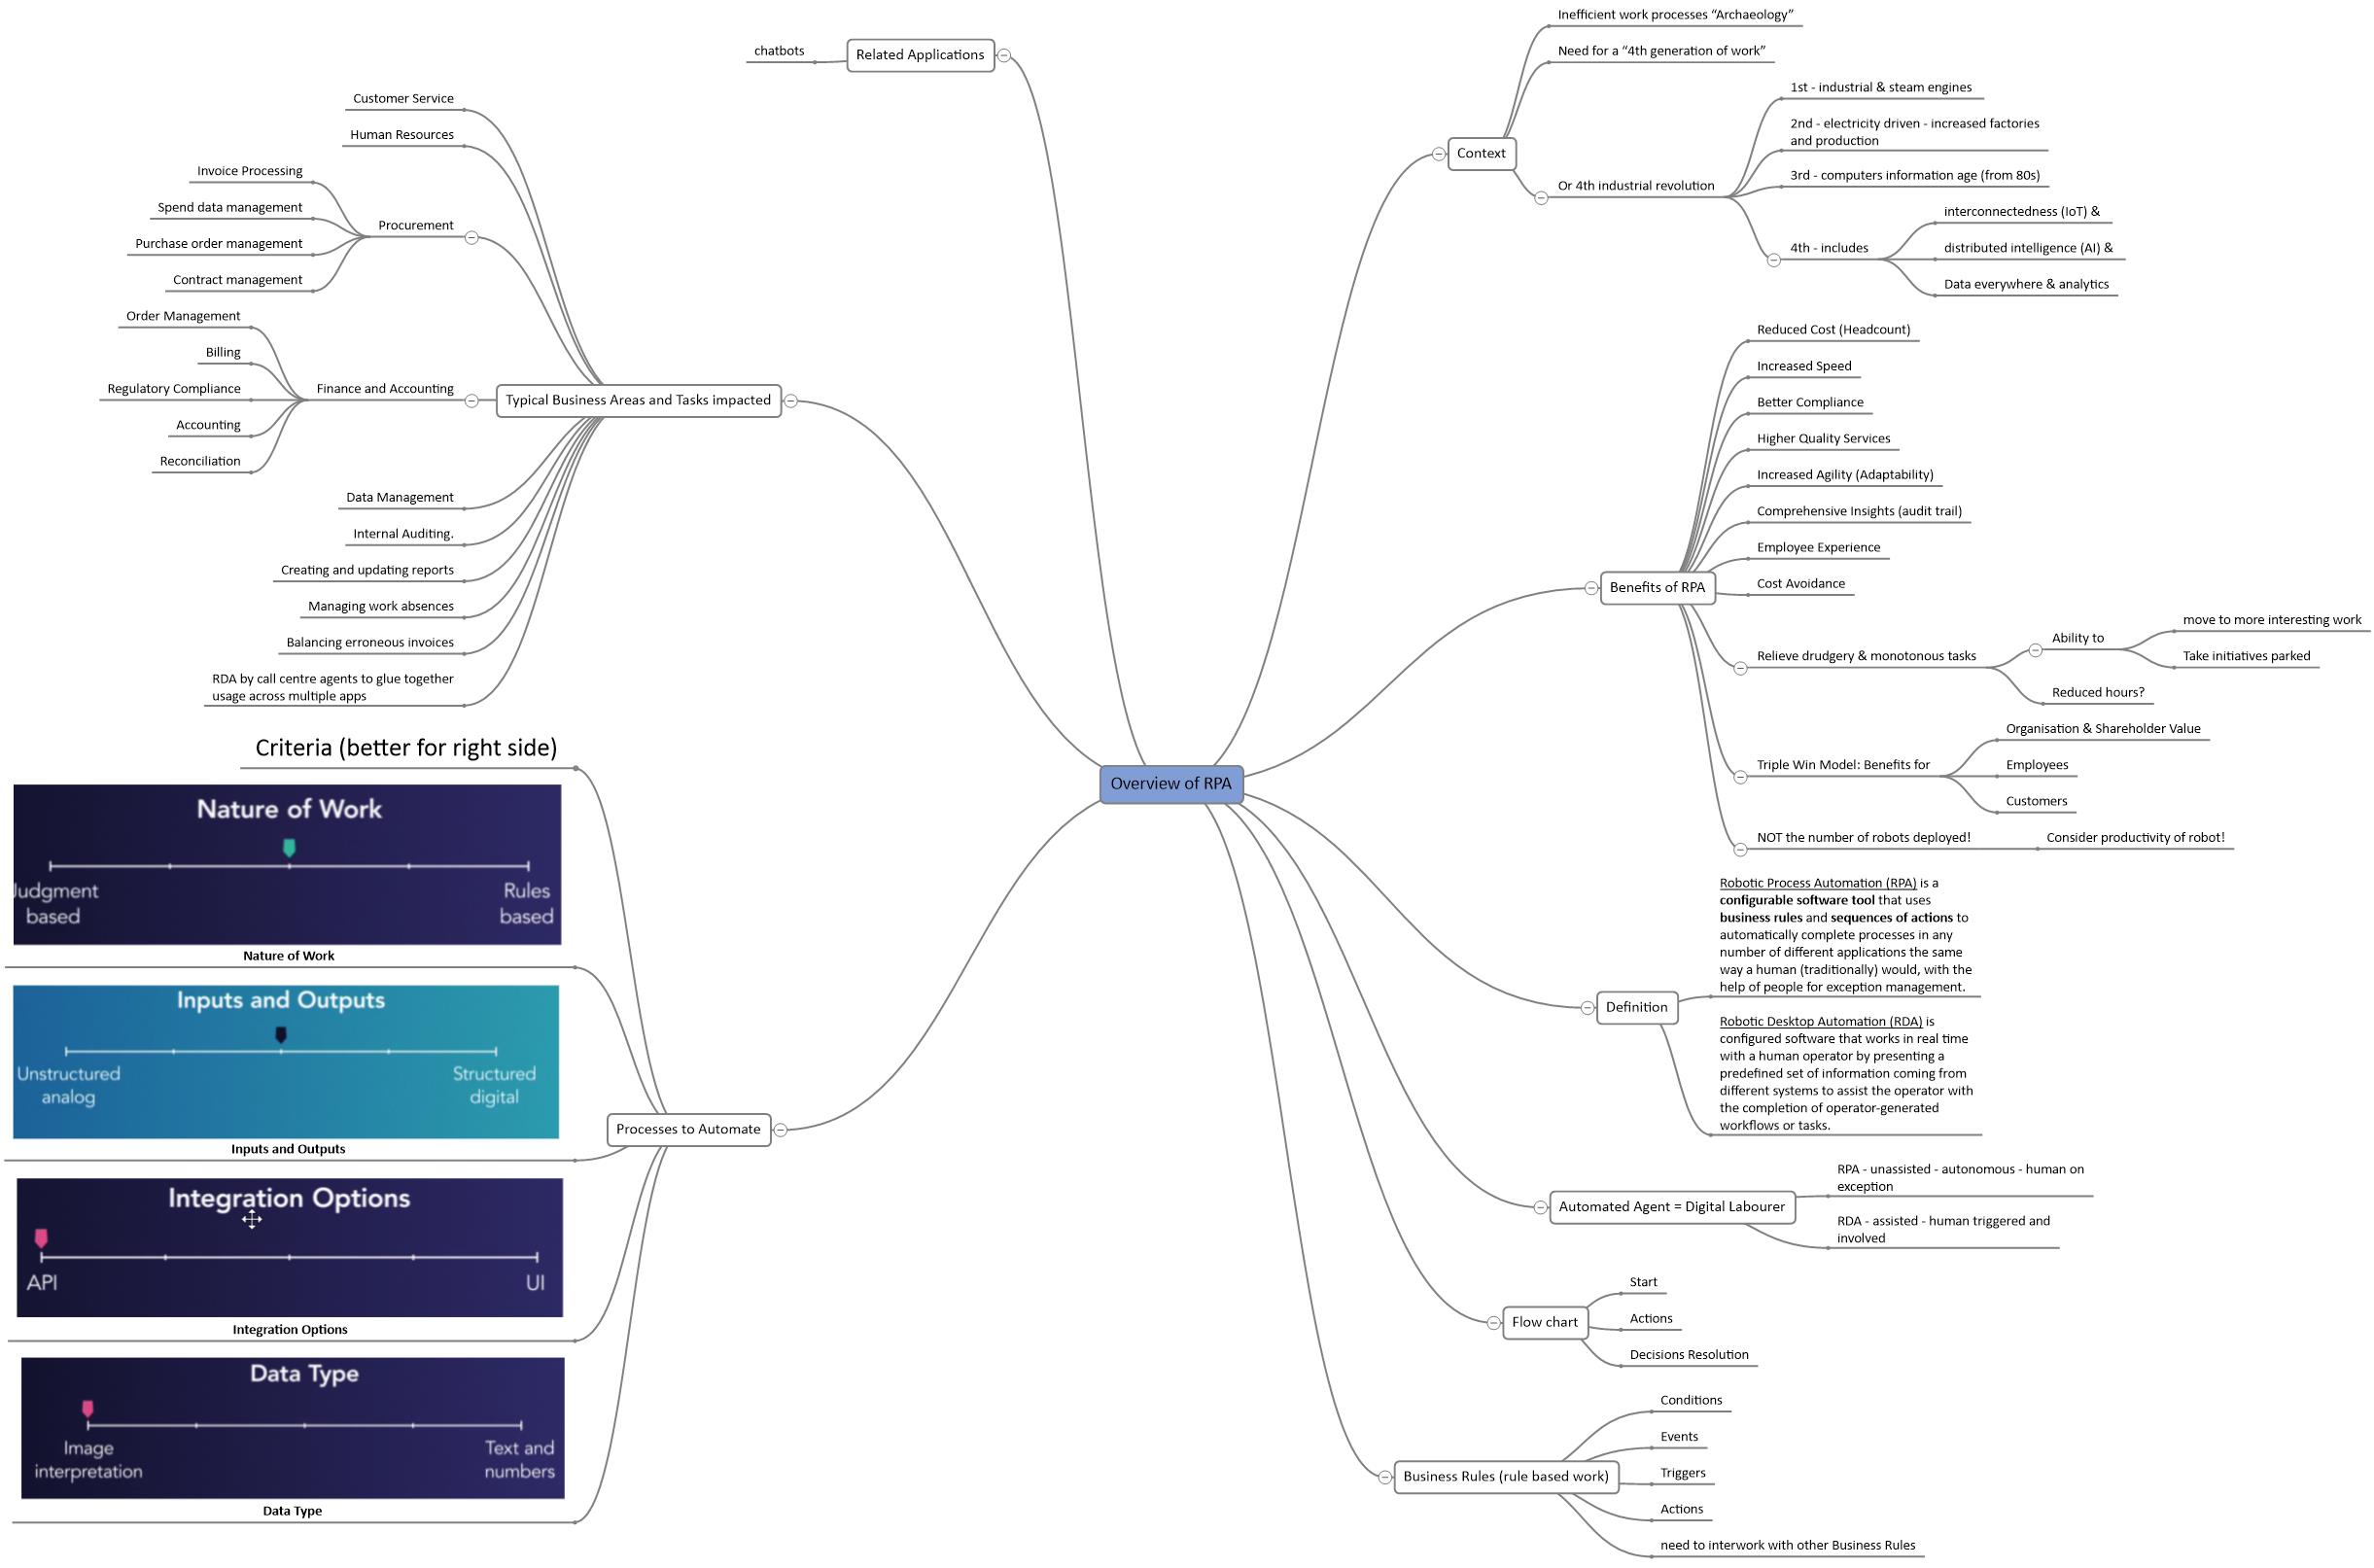 Overview of RPA
Related Applications
chatbots
Typical Business Areas and Tasks impacted
Customer Service
Human Resources
Procurement
Invoice Processing
Spend data management
Purchase order management
Contract management
Finance and Accounting
Order Management
Billing
Regulatory Compliance
Accounting
Reconciliation
Data Management
Internal Auditing.
Creating and updating reports
Managing work absences
Balancing erroneous invoices
RDA by call centre agents to glue together
usage across multiple apps
Processes to Automate
Criteria (better for right side)
Nature of Work
Judgment
based
Rules
based
Nature of Work
Inputs and Outputs
Unstructured
analog
Structured
digital
Inputs and Outputs
Integration Options
API
UI
Integration Options
Data Type
Image
interpretation
Text and
numbers
Data Type
Context
Inefficient work processes “Archaeology”
Need for a “4th generation of work”
Or 4th industrial revolution
1st - industrial & steam engines
2nd - electricity driven - increased factories
and production
3rd - computers information age (from 80s)
4th - includes
interconnectedness (IoT) &
distributed intelligence (AI) &
Data everywhere & analytics
Benefits of RPA
Reduced Cost (Headcount)
Increased Speed
Better Compliance
Higher Quality Services
Increased Agility (Adaptability)
Comprehensive Insights (audit trail)
Employee Experience
Cost Avoidance
Relieve drudgery & monotonous tasks
Ability to
move to more interesting work
Take initiatives parked
Reduced hours?
Triple Win Model: Benefits for
Organisation & Shareholder Value
Employees
Customers
NOT the number of robots deployed!
Consider productivity of robot!
Definition
Robotic Process Automation (RPA) is a
configurable software tool that uses
business rules and sequences of actions to
automatically complete processes in any
number of different applications the same
way a human (traditionally) would, with the
help of people for exception management.
Robotic Desktop Automation (RDA) is
configured software that works in real time
with a human operator by presenting a
predefined set of information coming from
different systems to assist the operator with
the completion of operator-generated
workflows or tasks.
Automated Agent = Digital Labourer
RPA - unassisted - autonomous - human on
exception
RDA - assisted - human triggered and
involved
Flow chart
Start
Actions
Decisions Resolution
Business Rules (rule based work)
Conditions
Events
Triggers
Actions
need to interwork with other Business Rules